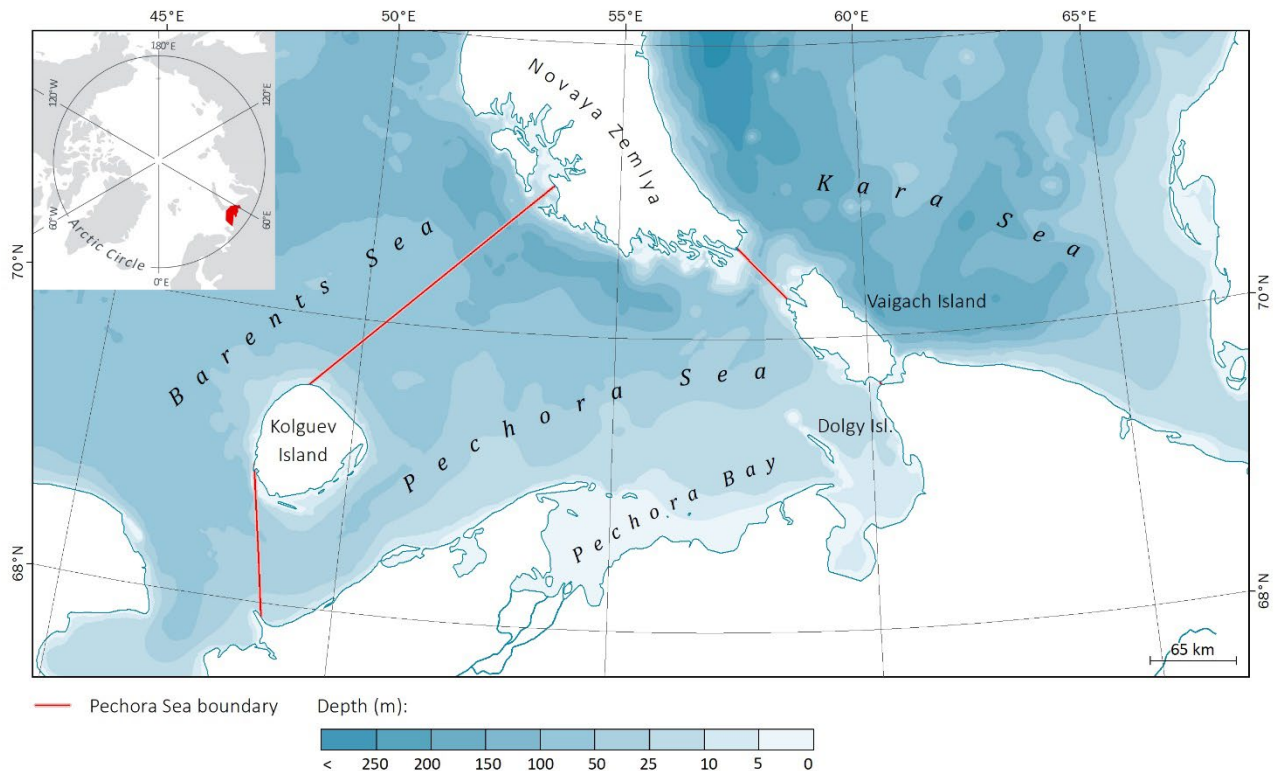 45°E 50°E 55°E 60°E 65°E
180°E
120°W
120°E
60°W
60°E
Arctic Circle
0°E
Novaya Zemlya
Kara Sea
Barents Sea
70°N
70°N
Vaigach Island
Pechora Sea
Kolguev
Island
Dolgy Isl.
Pechora Bay
68°N
68°N
65 km
Pechora Sea boundary
Depth (m):
< 250 200 150 100 50 25 10 5 0